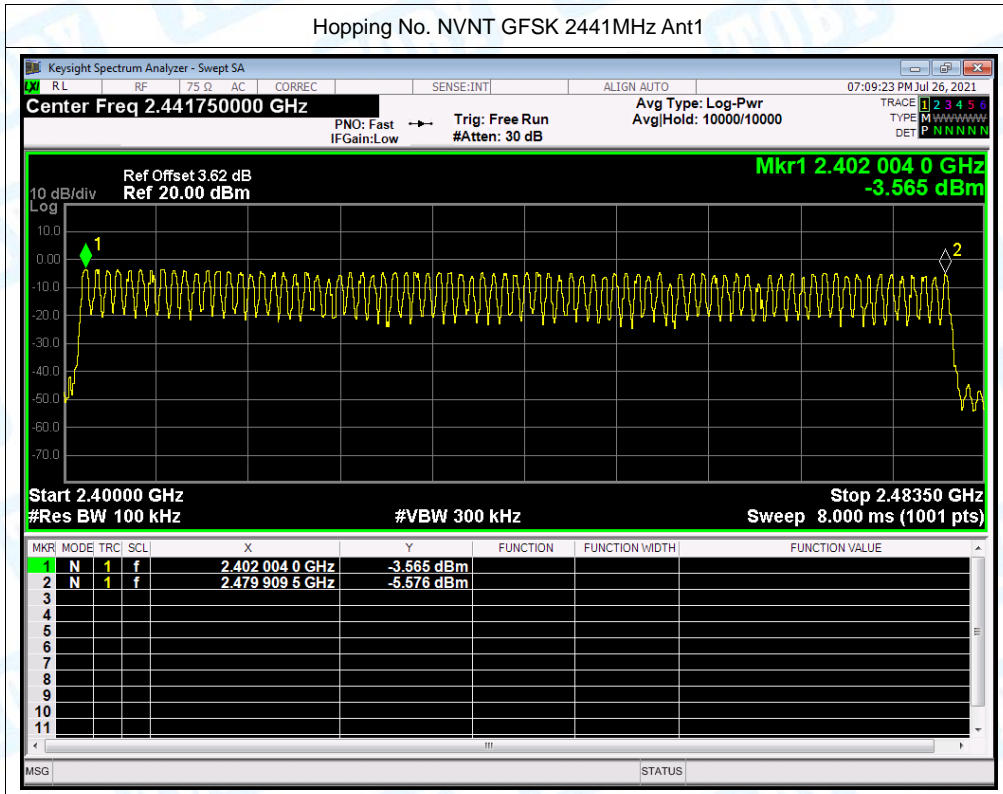 Hopping No. NVNT GFSK 2441MHz Ant1
Keysight Spectrum Analyzer - Swept SA
LXI RL RF 75 Ω AC CORREC SENSE:INT ALIGN AUTO 07:09:23 PM Jul 26, 2021
Center Freq 2.441750000 GHz
PNO: Fast
IFGain:Low
Trig: Free Run
#Atten: 30 dB
Avg Type: Log-Pwr
Avg|Hold: 10000/10000
TRACE 1 2 3 4 5 6
TYPE M WWWWW
DET P N N N N N
Mkr1 2.402 004 0 GHz
-3.565 dBm
Ref Offset 3.62 dB
10 dB/div Ref 20.00 dBm
Log
10.0
1
0.00
2
-10.0
-20.0
-30.0
-40.0
-50.0
-60.0
-70.0
Start 2.40000 GHz Stop 2.48350 GHz
#Res BW 100 kHz #VBW 300 kHz Sweep 8.000 ms (1001 pts)
MKR MODE TRC SCL X Y FUNCTION FUNCTION WIDTH FUNCTION VALUE
1 N 1 f 2.402 004 0 GHz -3.565 dBm
2 N 1 f 2.479 909 5 GHz -5.576 dBm
3
4
5
6
7
8
9
10
11
MSG STATUS